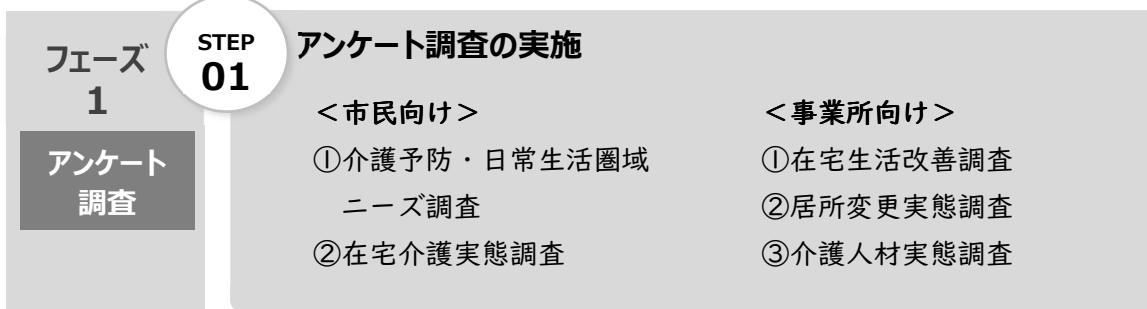 フェーズ
1
アンケート
調査
STEP
01
アンケート調査の実施
＜市民向け＞
①介護予防・日常生活圏域
ニーズ調査
②在宅介護実態調査
＜事業所向け＞
①在宅生活改善調査
②居所変更実態調査
③介護人材実態調査